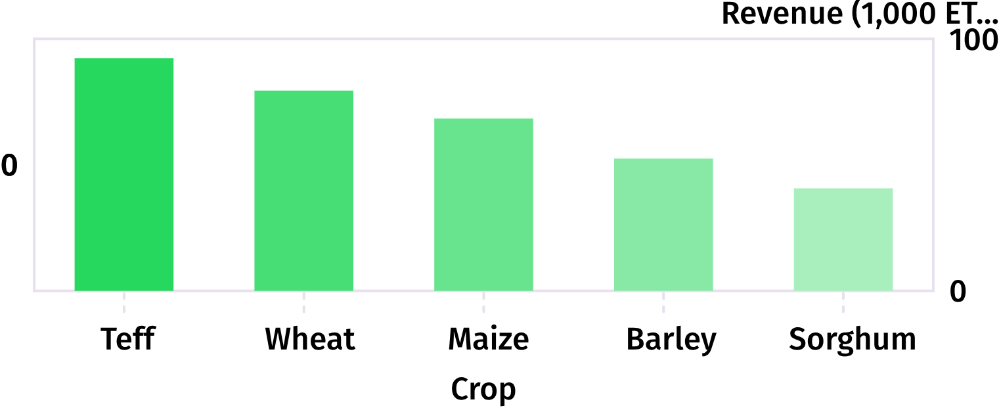 Revenue (1,000 ET...
100
0
0
Teff Wheat Maize Barley Sorghum
Crop